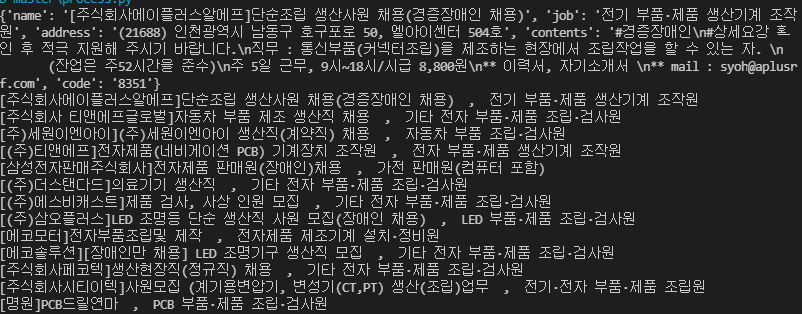 b master\process.py
{'name': '[주식회사에이플러스알에프]단순조립 생산사원 채용(경증장애인 채용)', 'job': '전기 부품·제품 생산기계 조작
원', 'address': '(21688) 인천광역시 남동구 호구포로 50, 엘아이센터 504호', 'contents': '#경증장애인\n#상세요강 확
인 후 적극 지원해 주시기 바랍니다.\n직무 : 통신부품(커넥터조립)을 제조하는 현장에서 조립작업을 할 수 있는 자. \n
(잔업은 주52시간을 준수)\n주 5일 근무, 9시~18시/시급 8,800원\n** 이력서, 자기소개서 \n** mail : syoh@aplusr
f.com', 'code': '8351'}
[주식회사에이플러스알에프]단순조립 생산사원 채용(경증장애인 채용) , 전기 부품·제품 생산기계 조작원
[주식회사 티앤에프글로벌]자동차 부품 제조 생산직 채용 , 기타 전자 부품·제품 조립·검사원
[주)세원이엔아이](주)세원이엔아이 생산직(계약직) 채용 , 자동차 부품 조립원
[(주)티앤에프]전자제품(네비게이션 PCB) 기계장치 조작원 , 전자 부품·제품 생산기계 조작원
[삼성전자판매주식회사]전자제품 판매원(장애인)채용 , 가전 판매원(컴퓨터 포함)
[(주)더스탠다드]의료기기 생산직 , 기타 전자 부품·제품 조립·검사원
[(주)에스비캐스트]제품 검사, 사상 인원 모집 , 기타 전자 부품·제품 조립·검사원
[(주)삼오플러스]LED 조명등 단순 생산직 사원 모집(장애인 채용) , LED 부품·제품 조립·검사원
[에코모터]전자부품조립및 제작 , 전자제품 제조기계 설치·정비원
[에코솔루션][장애인만 채용] LED 조명기구 생산직 모집 , 기타 전자 부품·제품 조립·검사원
[주식회사페코텍]생산현장직(정규직) 채용 , 기타 전자 부품·제품 조립·검사원
[주식회사시티이텍]사원모집 (계기용변압기, 변성기(CT,PT) 생산(조립)업무 , 전기·전자 부품·제품 조립원
[명원]PCB드릴연마 , PCB 부품·제품 조립·검사원